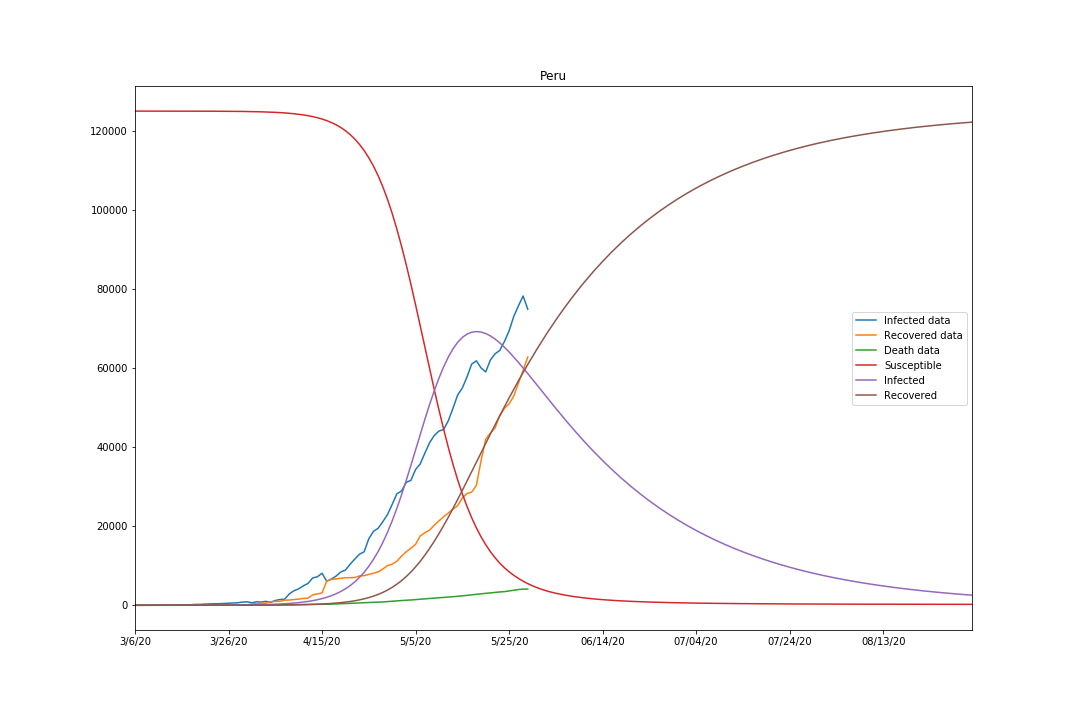 Peru
120000
100000
80000
60000
40000
20000
0
Infected data
Recovered data
Death data
Susceptible
Infected
Recovered
3/6/20 3/26/20 4/15/20 5/5/20 5/25/20 06/14/20 07/04/20 07/24/20 08/13/20